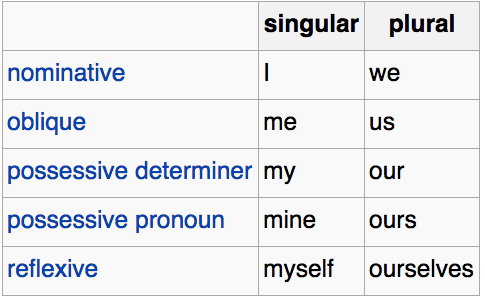 singular plural
nominative I we
oblique me us
possessive determiner my our
possessive pronoun mine ours
reflexive myself ourselves